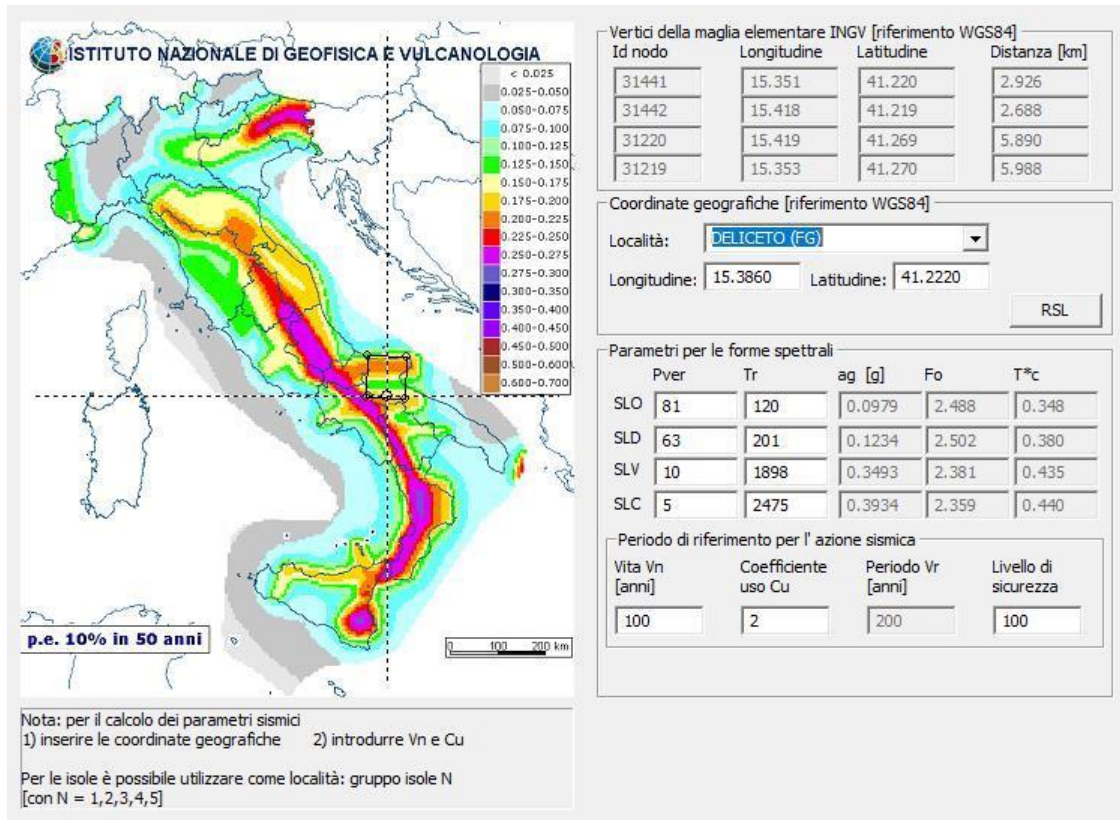 ISTITUTO NAZIONALE DI GEOFISICA E VULCANOLOGIA
< 0.025
0.025-0.050
0.050-0.075
0.075-0.100
0.100-0.125
0.125-0.150
0.150-0.175
0.175-0.200
0.200-0.225
0.225-0.250
0.250-0.275
0.275-0.300
0.300-0.350
0.350-0.400
0.400-0.450
0.450-0.500
0.500-0.600
0.600-0.700
p.e. 10% in 50 anni
0 100 200 km
Nota: per il calcolo dei parametri sismici
1) inserire le coordinate geografiche 2) introdurre Vn e Cu
Per le isole è possibile utilizzare come località: gruppo isole N
[con N = 1,2,3,4,5]
Vertici della maglia elementare INGV [riferimento WGS84]
Id nodo Longitudine Latitudine Distanza [km]
31441 15.351 41.220 2.926
31442 15.418 41.219 2.688
31220 15.419 41.269 5.890
31219 15.353 41.270 5.988
Coordinate geografiche [riferimento WGS84]
Località: DELICETO (FG)
Longitudine: 15.3860 Latitudine: 41.2220
RSL
Parametri per le forme spettrali
Pver Tr ag [g] Fo T*c
SLO 81 120 0.0979 2.488 0.348
SLD 63 201 0.1234 2.502 0.380
SLV 10 1898 0.3493 2.381 0.435
SLC 5 2475 0.3934 2.359 0.440
Periodo di riferimento per l' azione sismica
Vita Vn [anni] Coefficiente uso Cu Periodo Vr [anni] Livello di sicurezza
100 2 200 100